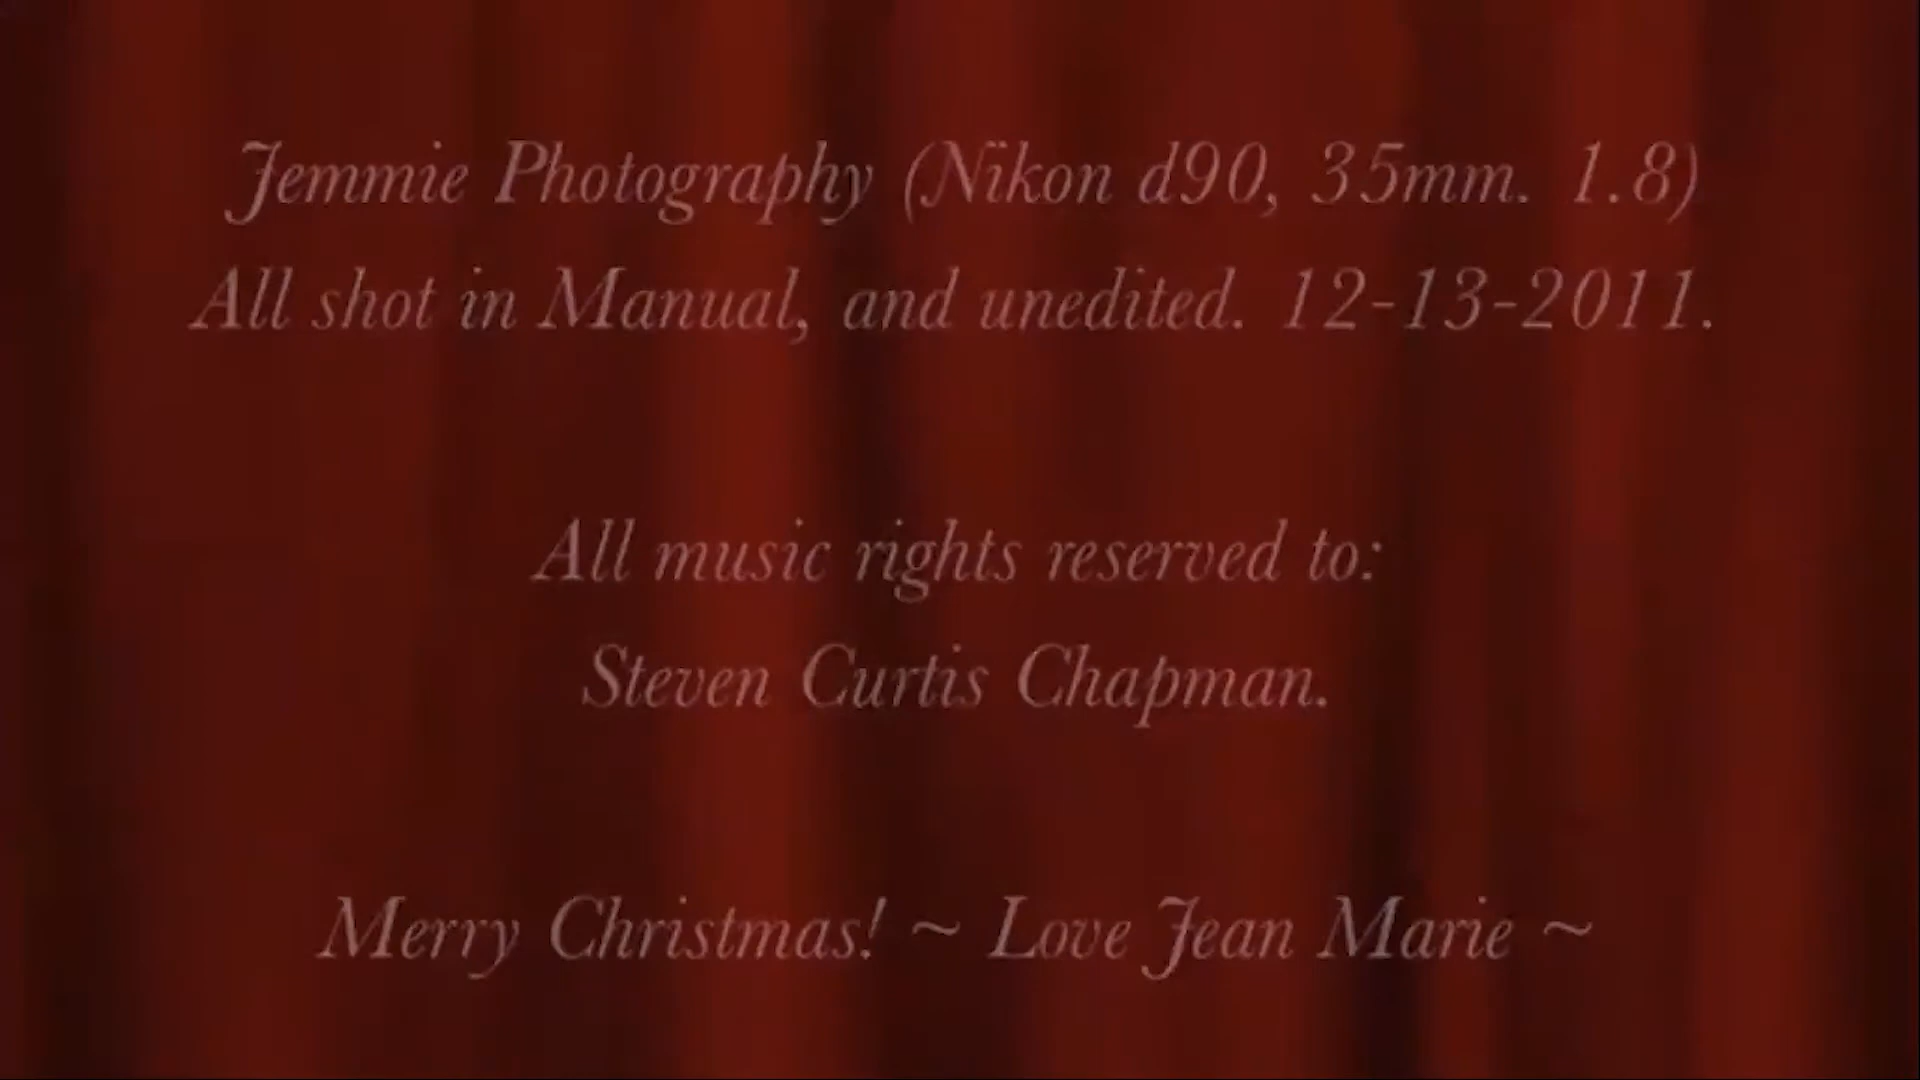 Jemmie Photography (Nikon d90, 35mm. 1.8)
All shot in Manual, and unedited. 12-13-2011.
All music rights reserved to:
Steven Curtis Chapman.
Merry Christmas! ~ Love Jean Marie ~